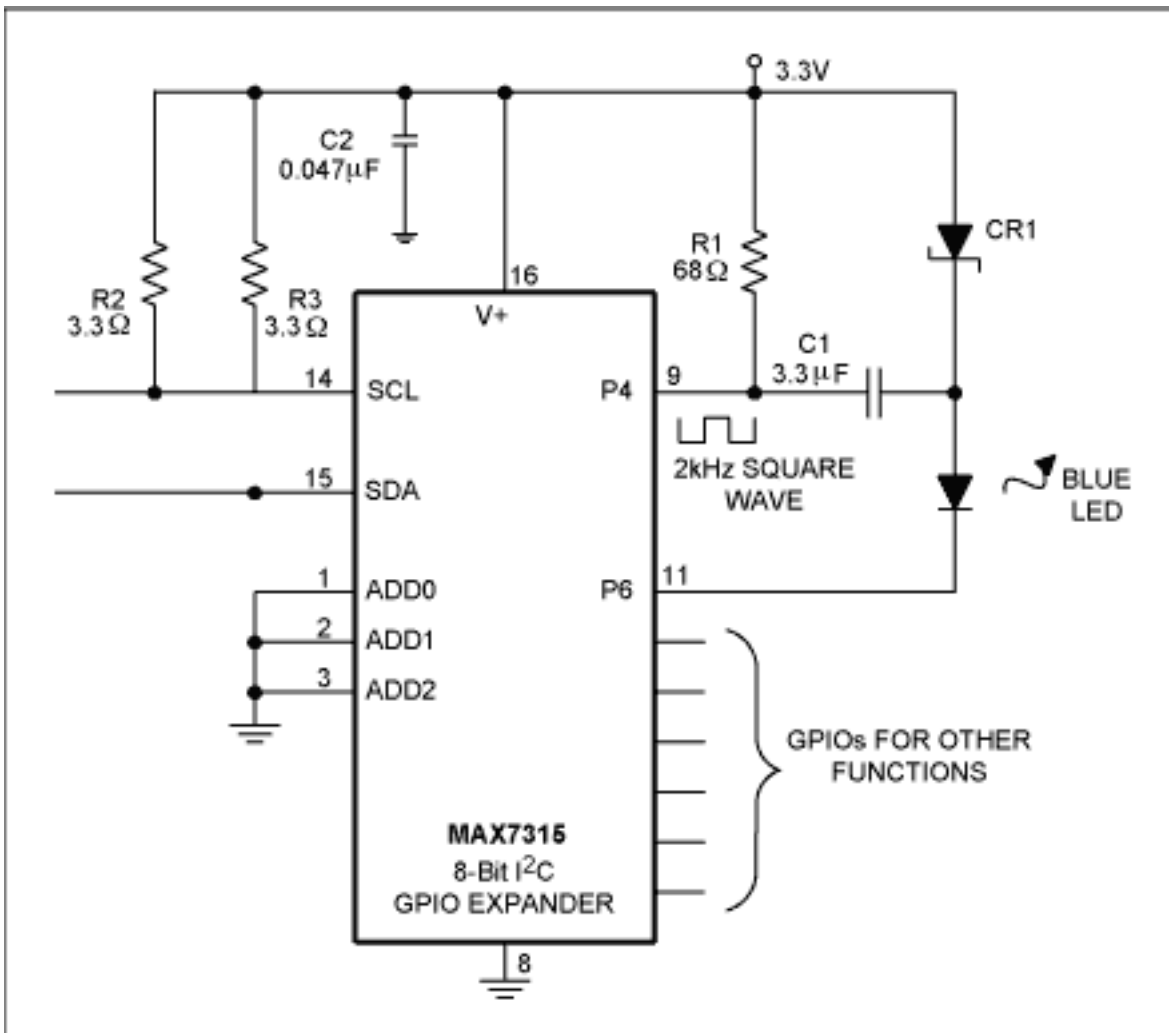 3.3V
C2
0.047μF
CR1
R1
68Ω
16
R2
3.3Ω
R3
3.3Ω
V+
C1
3.3μF
14
SCL
P4
9
2kHz SQUARE
WAVE
BLUE
LED
15
SDA
1
ADD0
P6
11
2
ADD1
3
ADD2
GPIOs FOR OTHER
FUNCTIONS
MAX7315
8-Bit I²C
GPIO EXPANDER
8